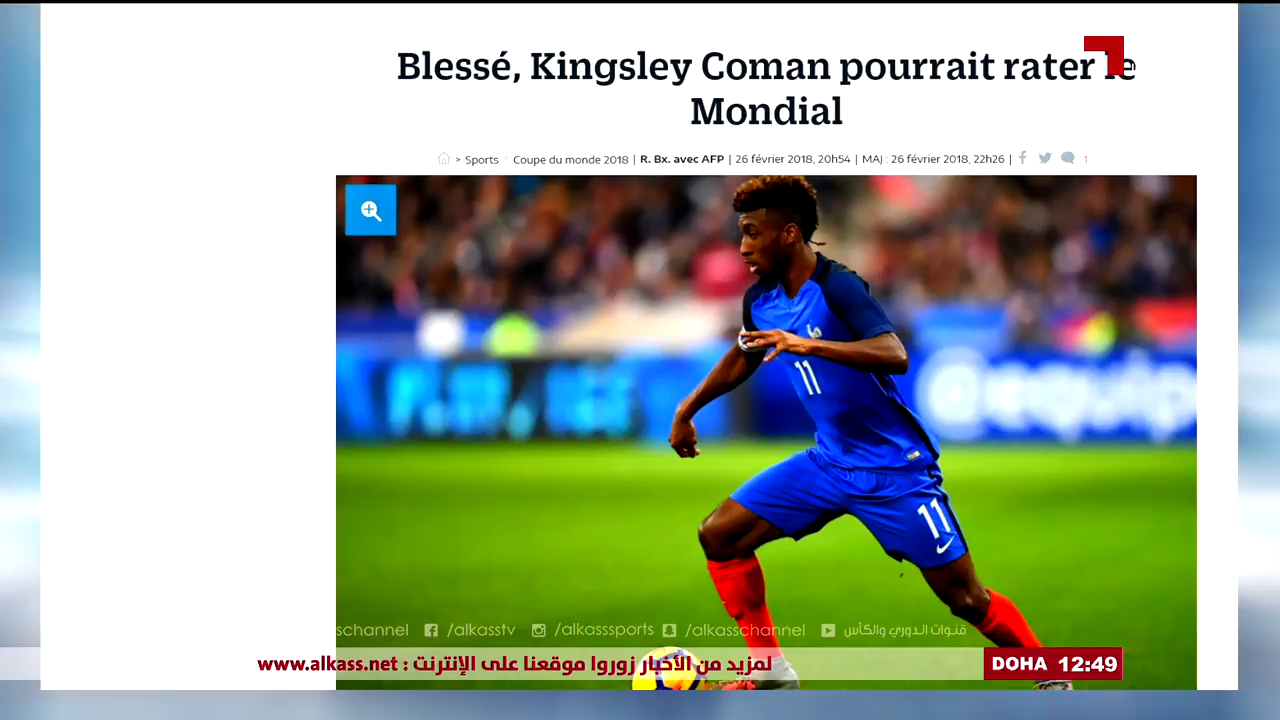 Blessé, Kingsley Coman pourrait rater le
Mondial
> Sports > Coupe du monde 2018 | R. Bx. avec AFP | 26 février 2018, 20h54 | MAJ : 26 février 2018, 22h26 | 1
11
11
schannel /alkasstv /alkasssports /alkasschannel قنوات الدوري والكأس
لمزيد من الأخبار زوروا موقعنا على الإنترنت : www.alkass.net
DOHA 12:49